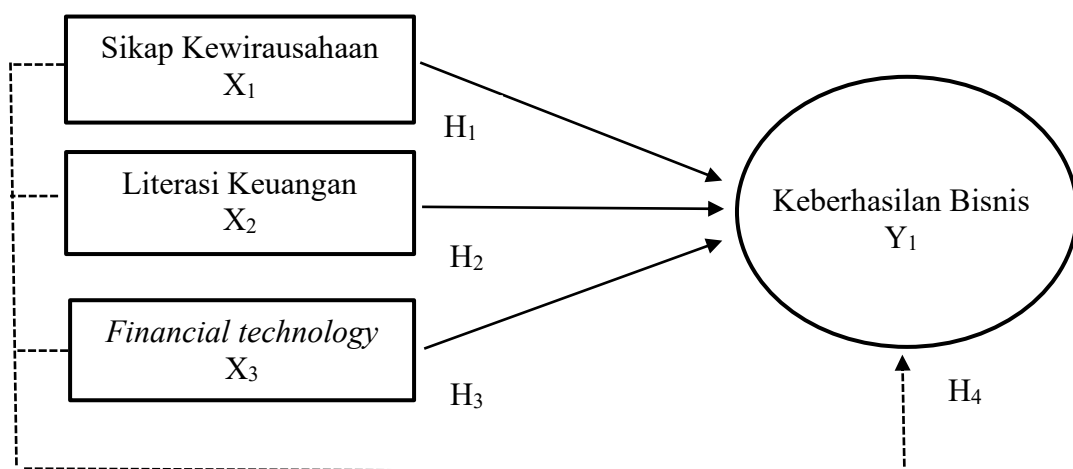 Sikap Kewirausahaan
X₁
H₁
Literasi Keuangan
X₂
H₂
Financial technology
X₃
H₃
Keberhasilan Bisnis
Y₁
H₄